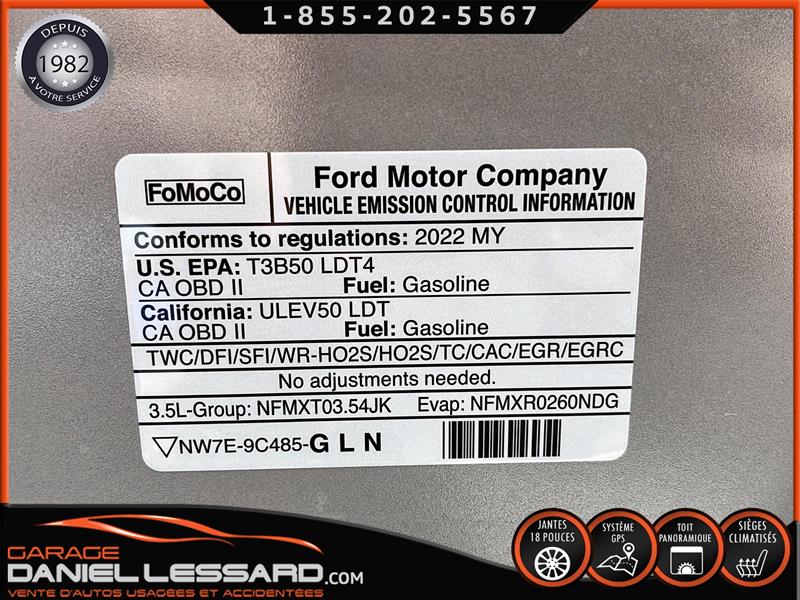 1-855-202-5567
DEPUIS
1982
A VOTRE SERVICE
FoMoCo
Ford Motor Company
VEHICLE EMISSION CONTROL INFORMATION
Conforms to regulations: 2022 MY
U.S. EPA: T3B50 LDT4
CA OBD II Fuel: Gasoline
California: ULEV50 LDT
CA OBD II Fuel: Gasoline
TWC/DFI/SFI/WR-HO2S/HO2S/TC/CAC/EGR/EGRC
No adjustments needed.
3.5L-Group: NFMXT03.54JK Evap: NFMXR0260NDG
NW7E-9C485-G L N
GARAGE
DANIEL LESSARD.COM
VENTE D'AUTOS USAGÉES ET ACCIDENTÉES
JANTES
18 POUCES
SYSTÈME
GPS
TOIT
PANORAMIQUE
SIÈGES
CLIMATISÉS